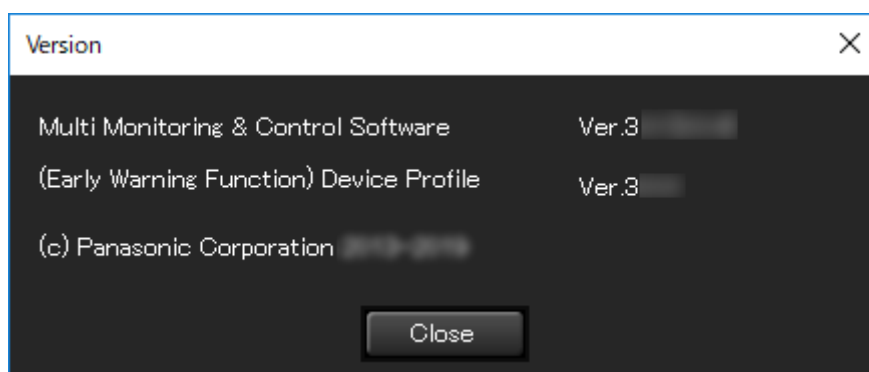 Version
Multi Monitoring & Control Software Ver.3
(Early Warning Function) Device Profile Ver.3
(c) Panasonic Corporation
Close